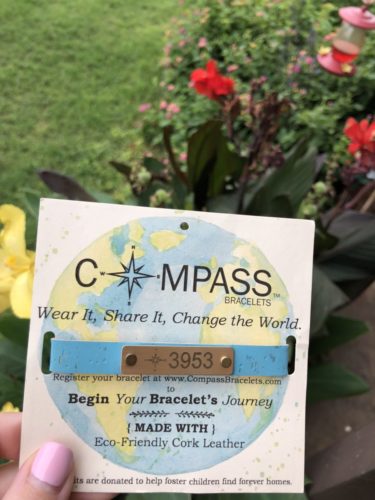 N
W E
S
COMPASS™
BRACELETS
Wear It, Share It, Change the World.
3953
Register your bracelet at www.CompassBracelets.com
to
Begin Your Bracelet's Journey
{ MADE WITH }
Eco-Friendly Cork Leather
are donated to help foster children find forever homes.